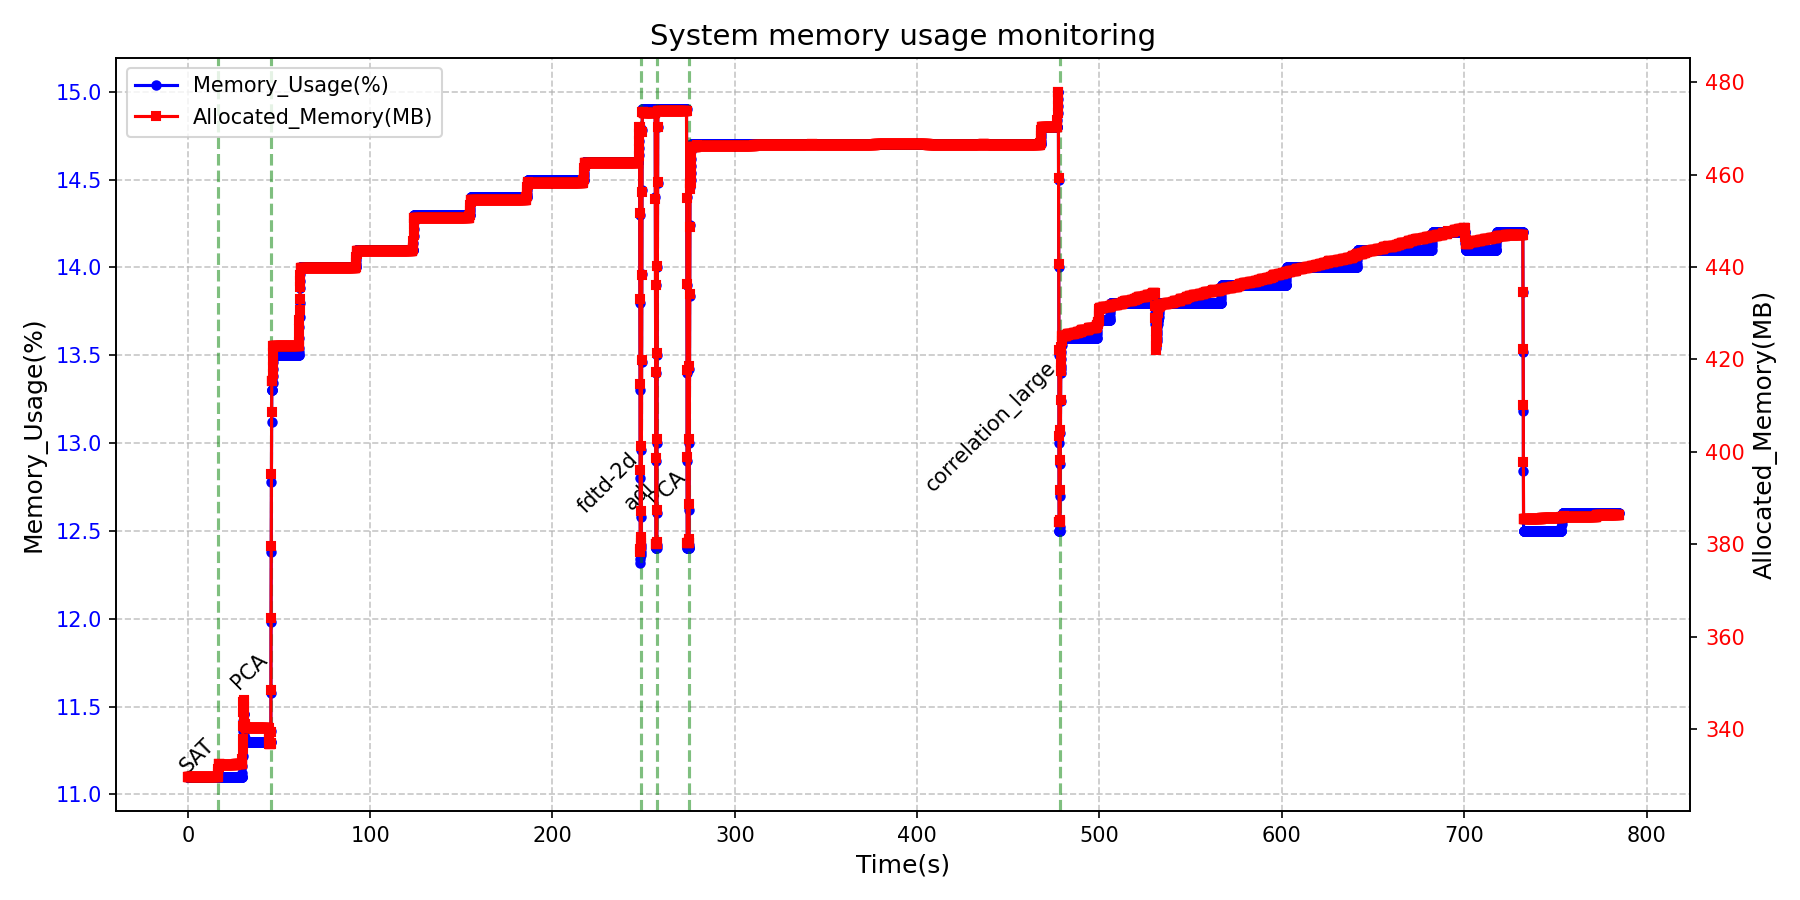 System memory usage monitoring
Memory_Usage(%)
Allocated_Memory(MB)
15.0
14.5
14.0
13.5
13.0
12.5
12.0
11.5
11.0
Memory_Usage(%)
480
460
440
420
400
380
360
340
Allocated_Memory(MB)
SAT
PCA
fdtd-2d
adi
PCA
correlation_large
0 100 200 300 400 500 600 700 800
Time(s)